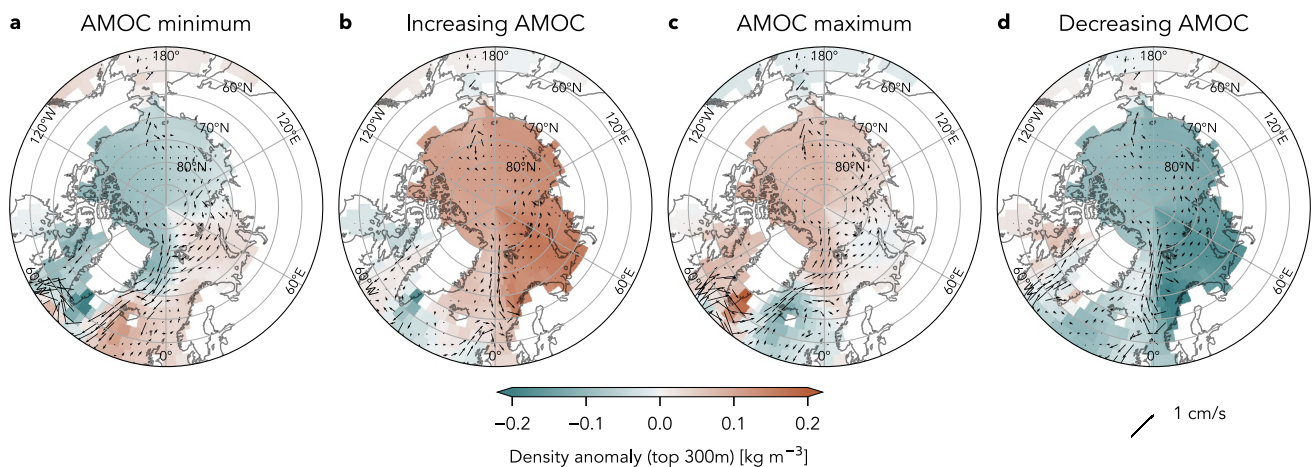 a AMOC minimum
b Increasing AMOC
c AMOC maximum
d Decreasing AMOC
180° 180° 180° 180°
60°N 60°N 60°N 60°N
120°W 120°E 120°W 120°E 120°W 120°E 120°W 120°E
70°N 70°N 70°N 70°N
80°N 80°N 80°N 80°N
60°W 60°E 60°W 60°E 60°W 60°E 60°W 60°E
0° 0° 0° 0°
−0.2 −0.1 0.0 0.1 0.2
1 cm/s
Density anomaly (top 300m) [kg m⁻³]